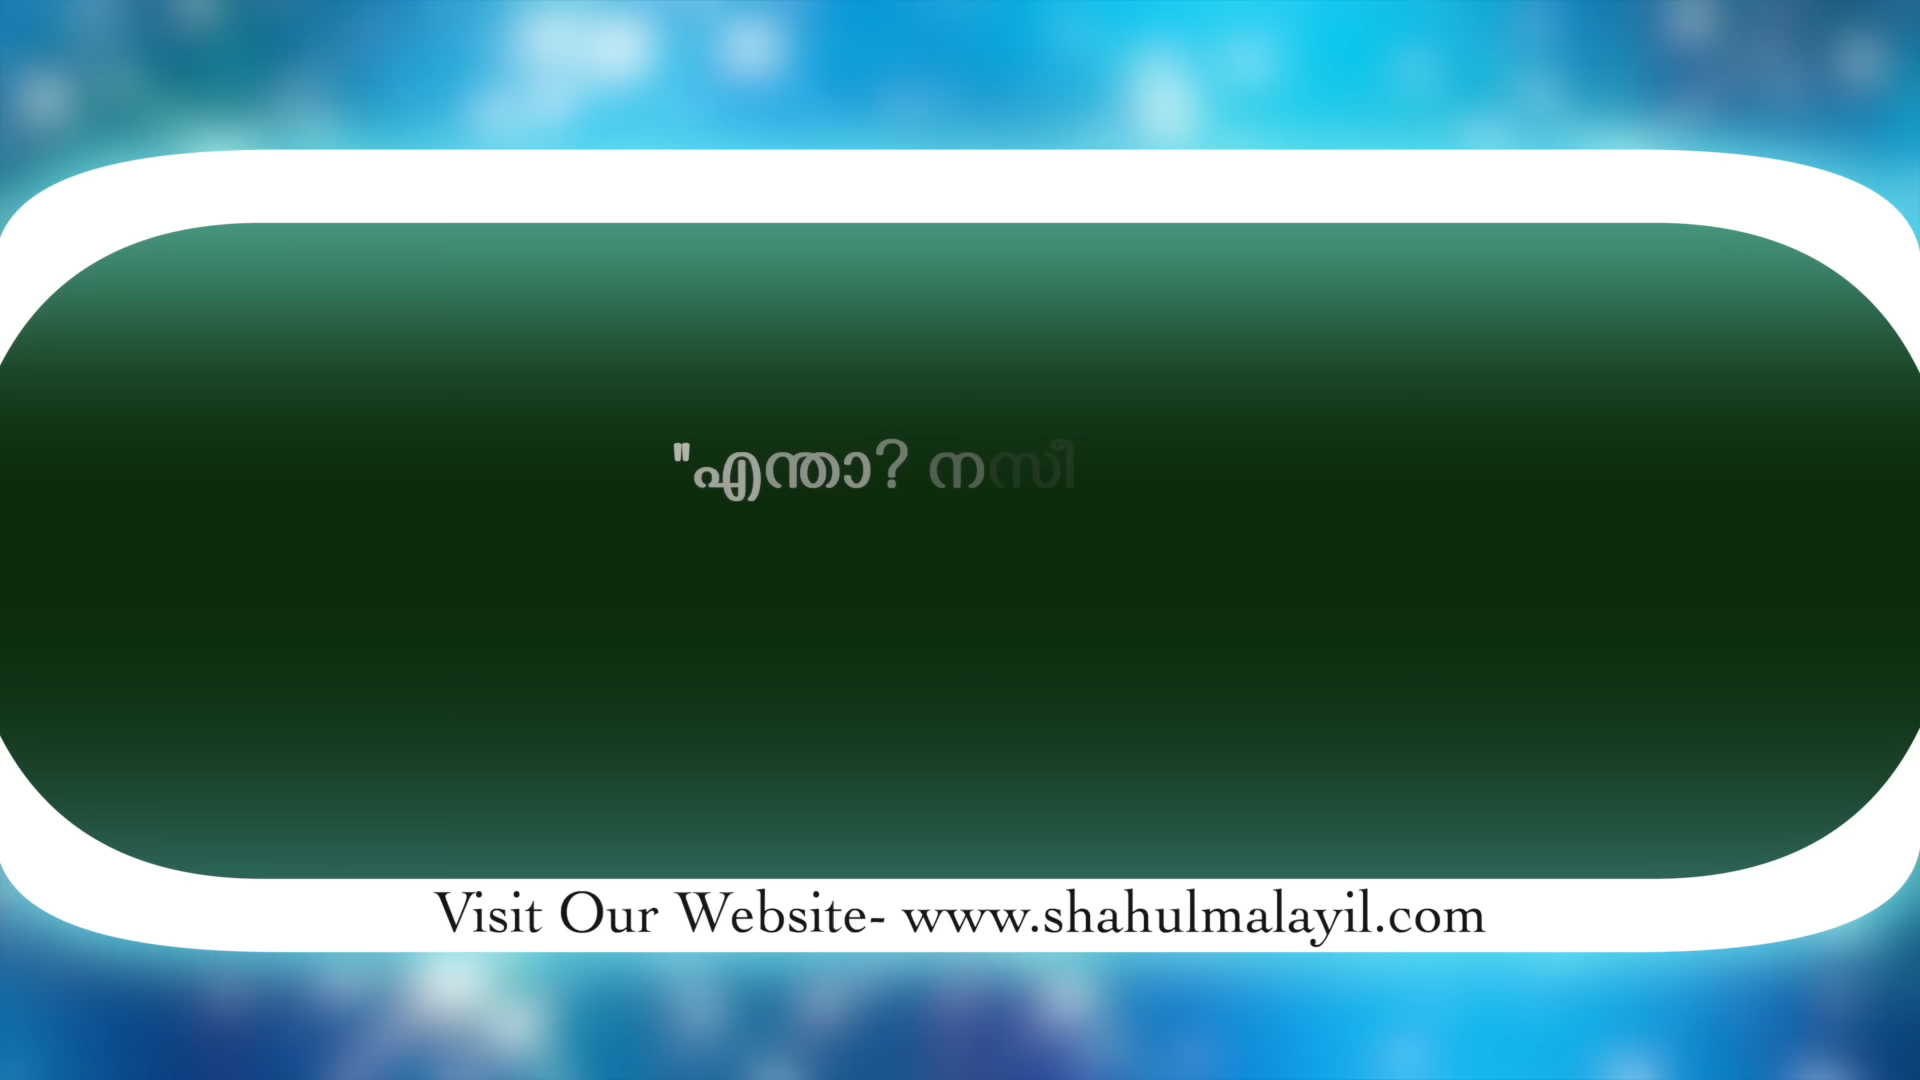 "എന്താ? നസീ
Visit Our Website- www.shahulmalayil.com